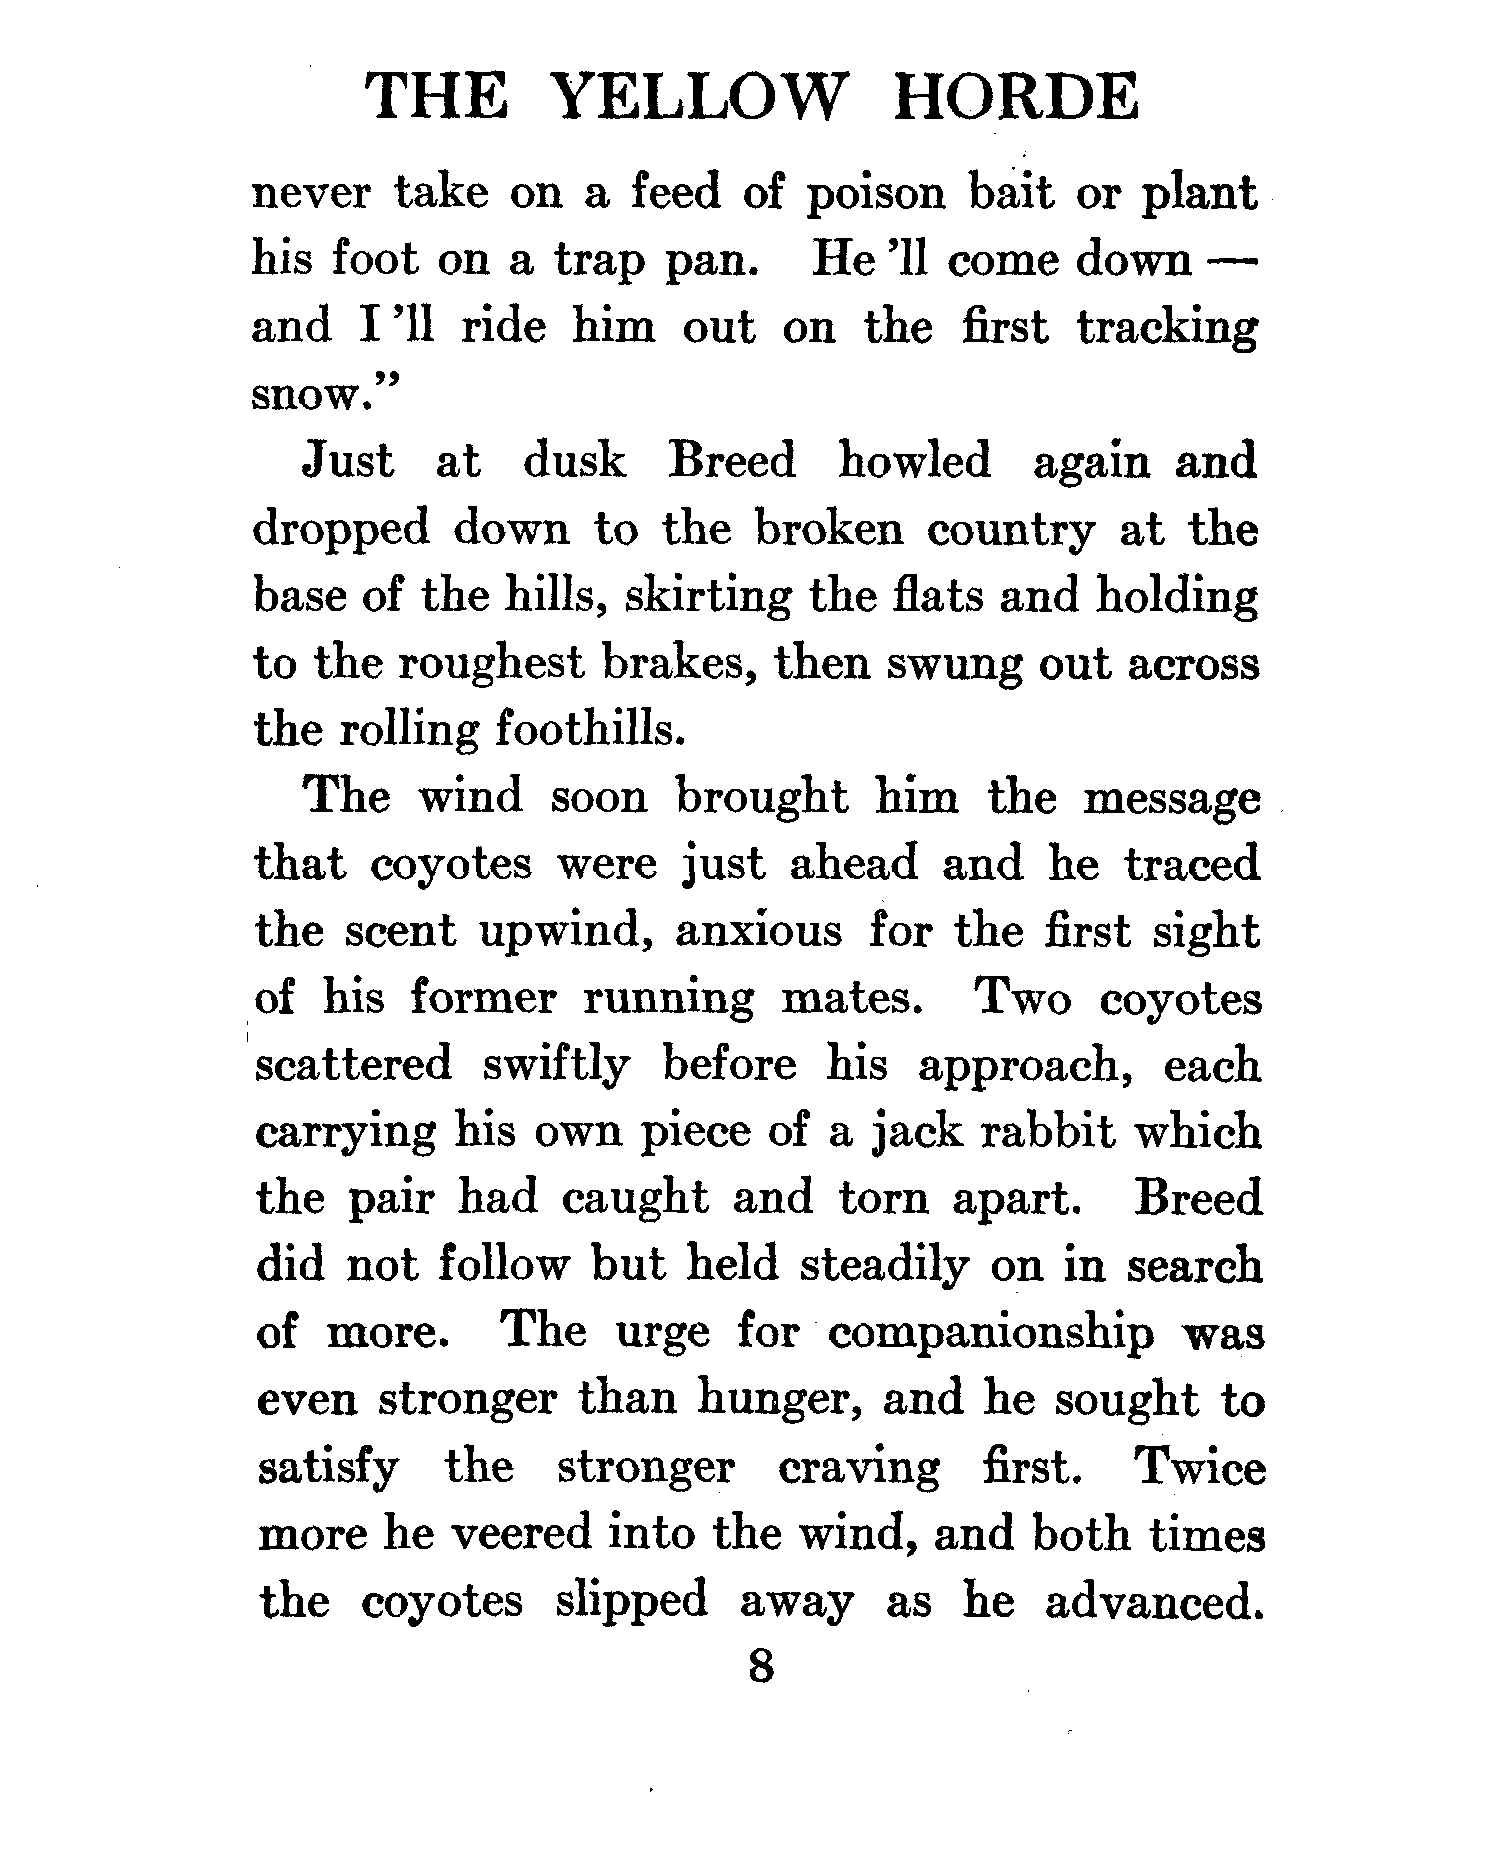 THE YELLOW HORDE
never take on a feed of poison bait or plant
his foot on a trap pan. He 'll come down —
and I 'll ride him out on the first tracking
snow."
Just at dusk Breed howled again and
dropped down to the broken country at the
base of the hills, skirting the flats and holding
to the roughest brakes, then swung out across
the rolling foothills.
The wind soon brought him the message
that coyotes were just ahead and he traced
the scent upwind, anxious for the first sight
of his former running mates. Two coyotes
scattered swiftly before his approach, each
carrying his own piece of a jack rabbit which
the pair had caught and torn apart. Breed
did not follow but held steadily on in search
of more. The urge for companionship was
even stronger than hunger, and he sought to
satisfy the stronger craving first. Twice
more he veered into the wind, and both times
the coyotes slipped away as he advanced.
8